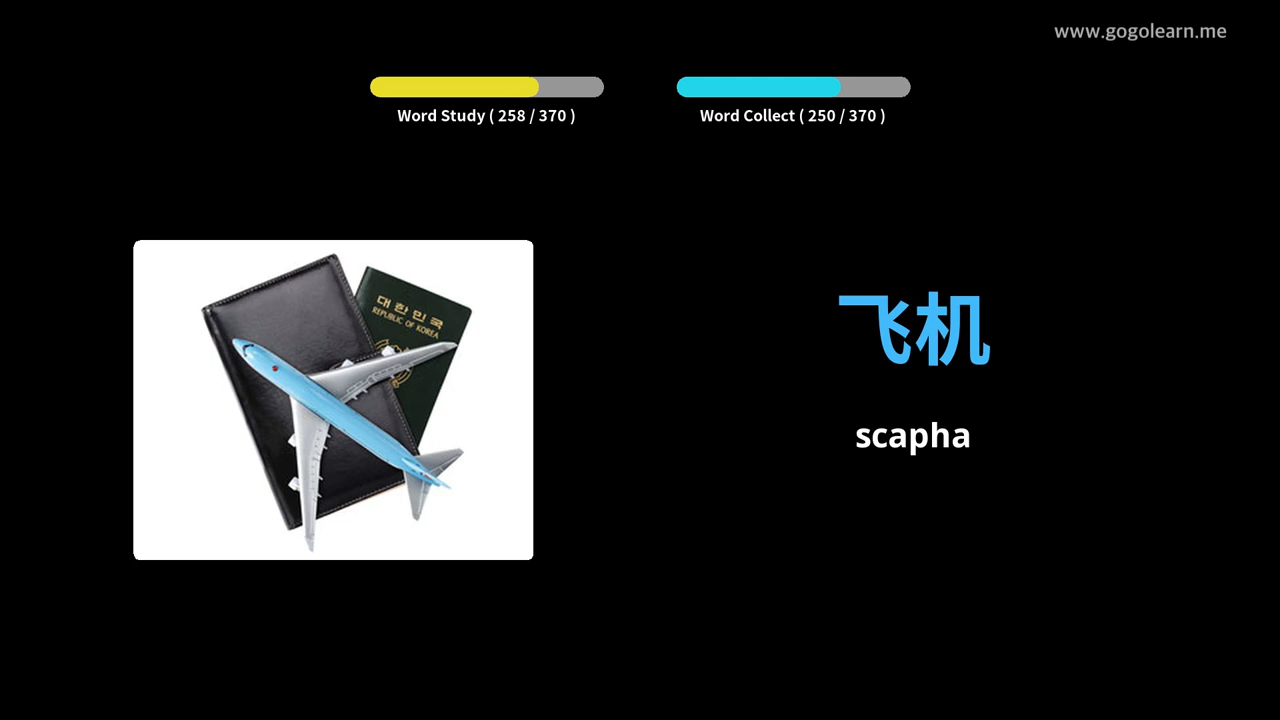 www.gogolearn.me
Word Study ( 258 / 370 )
Word Collect ( 250 / 370 )
대한민국
REPUBLIC OF KOREA
飞机
scapha